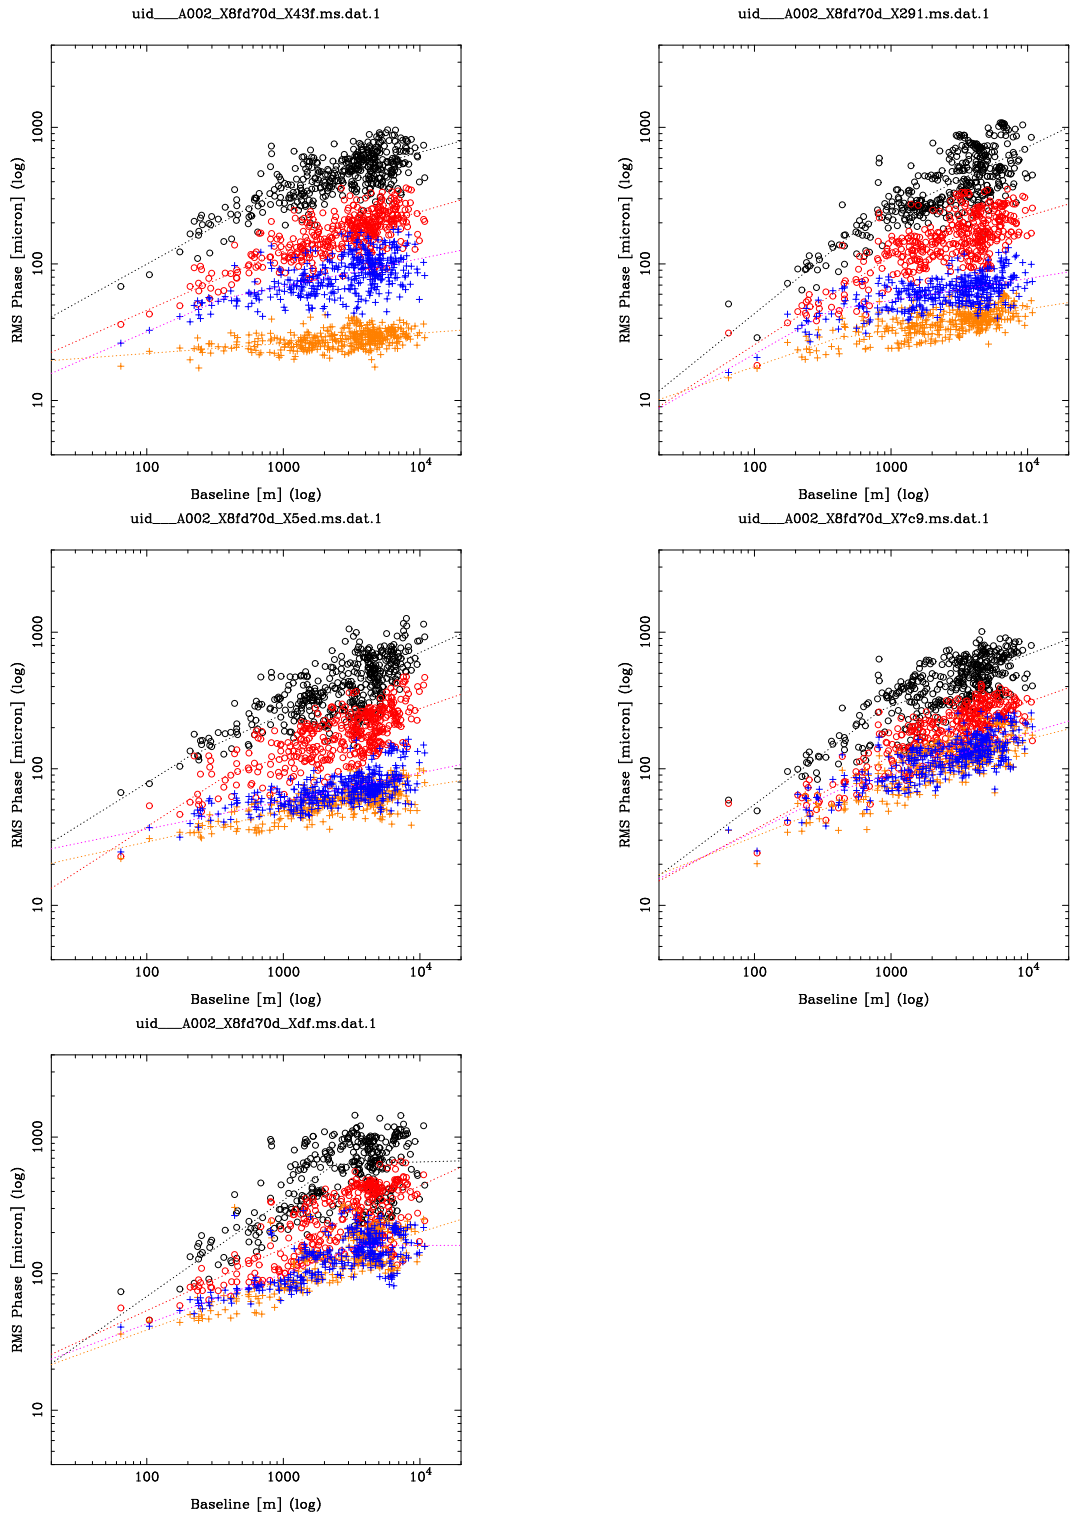 uid___A002_X8fd70d_X43f.ms.dat.1
RMS Phase [micron] (log)
1000
100
10
100 1000 10^4
Baseline [m] (log)
uid___A002_X8fd70d_X291.ms.dat.1
RMS Phase [micron] (log)
1000
100
10
100 1000 10^4
Baseline [m] (log)
uid___A002_X8fd70d_X5ed.ms.dat.1
RMS Phase [micron] (log)
1000
100
10
100 1000 10^4
Baseline [m] (log)
uid___A002_X8fd70d_X7c9.ms.dat.1
RMS Phase [micron] (log)
1000
100
10
100 1000 10^4
Baseline [m] (log)
uid___A002_X8fd70d_Xdf.ms.dat.1
RMS Phase [micron] (log)
1000
100
10
100 1000 10^4
Baseline [m] (log)